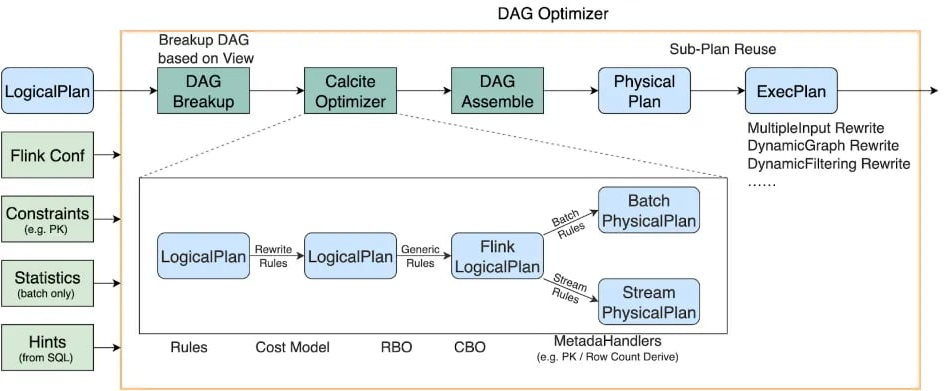 DAG Optimizer
Breakup DAG
based on View
Sub-Plan Reuse
LogicalPlan
DAG
Breakup
Calcite
Optimizer
DAG
Assemble
Physical
Plan
ExecPlan
MultipleInput Rewrite
DynamicGraph Rewrite
DynamicFiltering Rewrite
......
Flink Conf
Constraints
(e.g. PK)
Statistics
(batch only)
Hints
(from SQL)
LogicalPlan
Rewrite
Rules
LogicalPlan
Generic
Rules
Flink
LogicalPlan
Batch
Rules
Batch
PhysicalPlan
Stream
Rules
Stream
PhysicalPlan
Rules
Cost Model
RBO
CBO
MetadaHandlers
(e.g. PK / Row Count Derive)